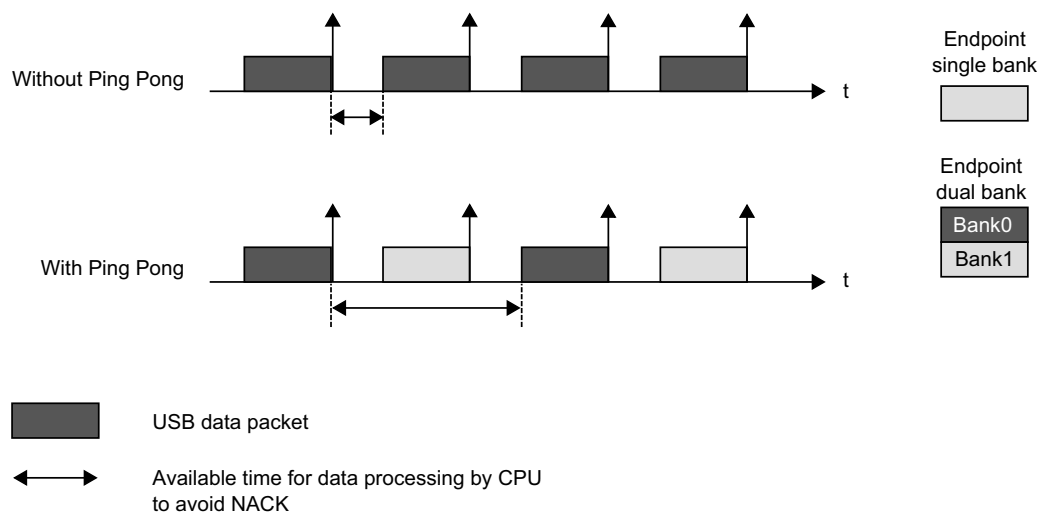 Without Ping Pong
t
Endpoint
single bank
Endpoint
dual bank
Bank0
Bank1
With Ping Pong
t
USB data packet
Available time for data processing by CPU
to avoid NACK